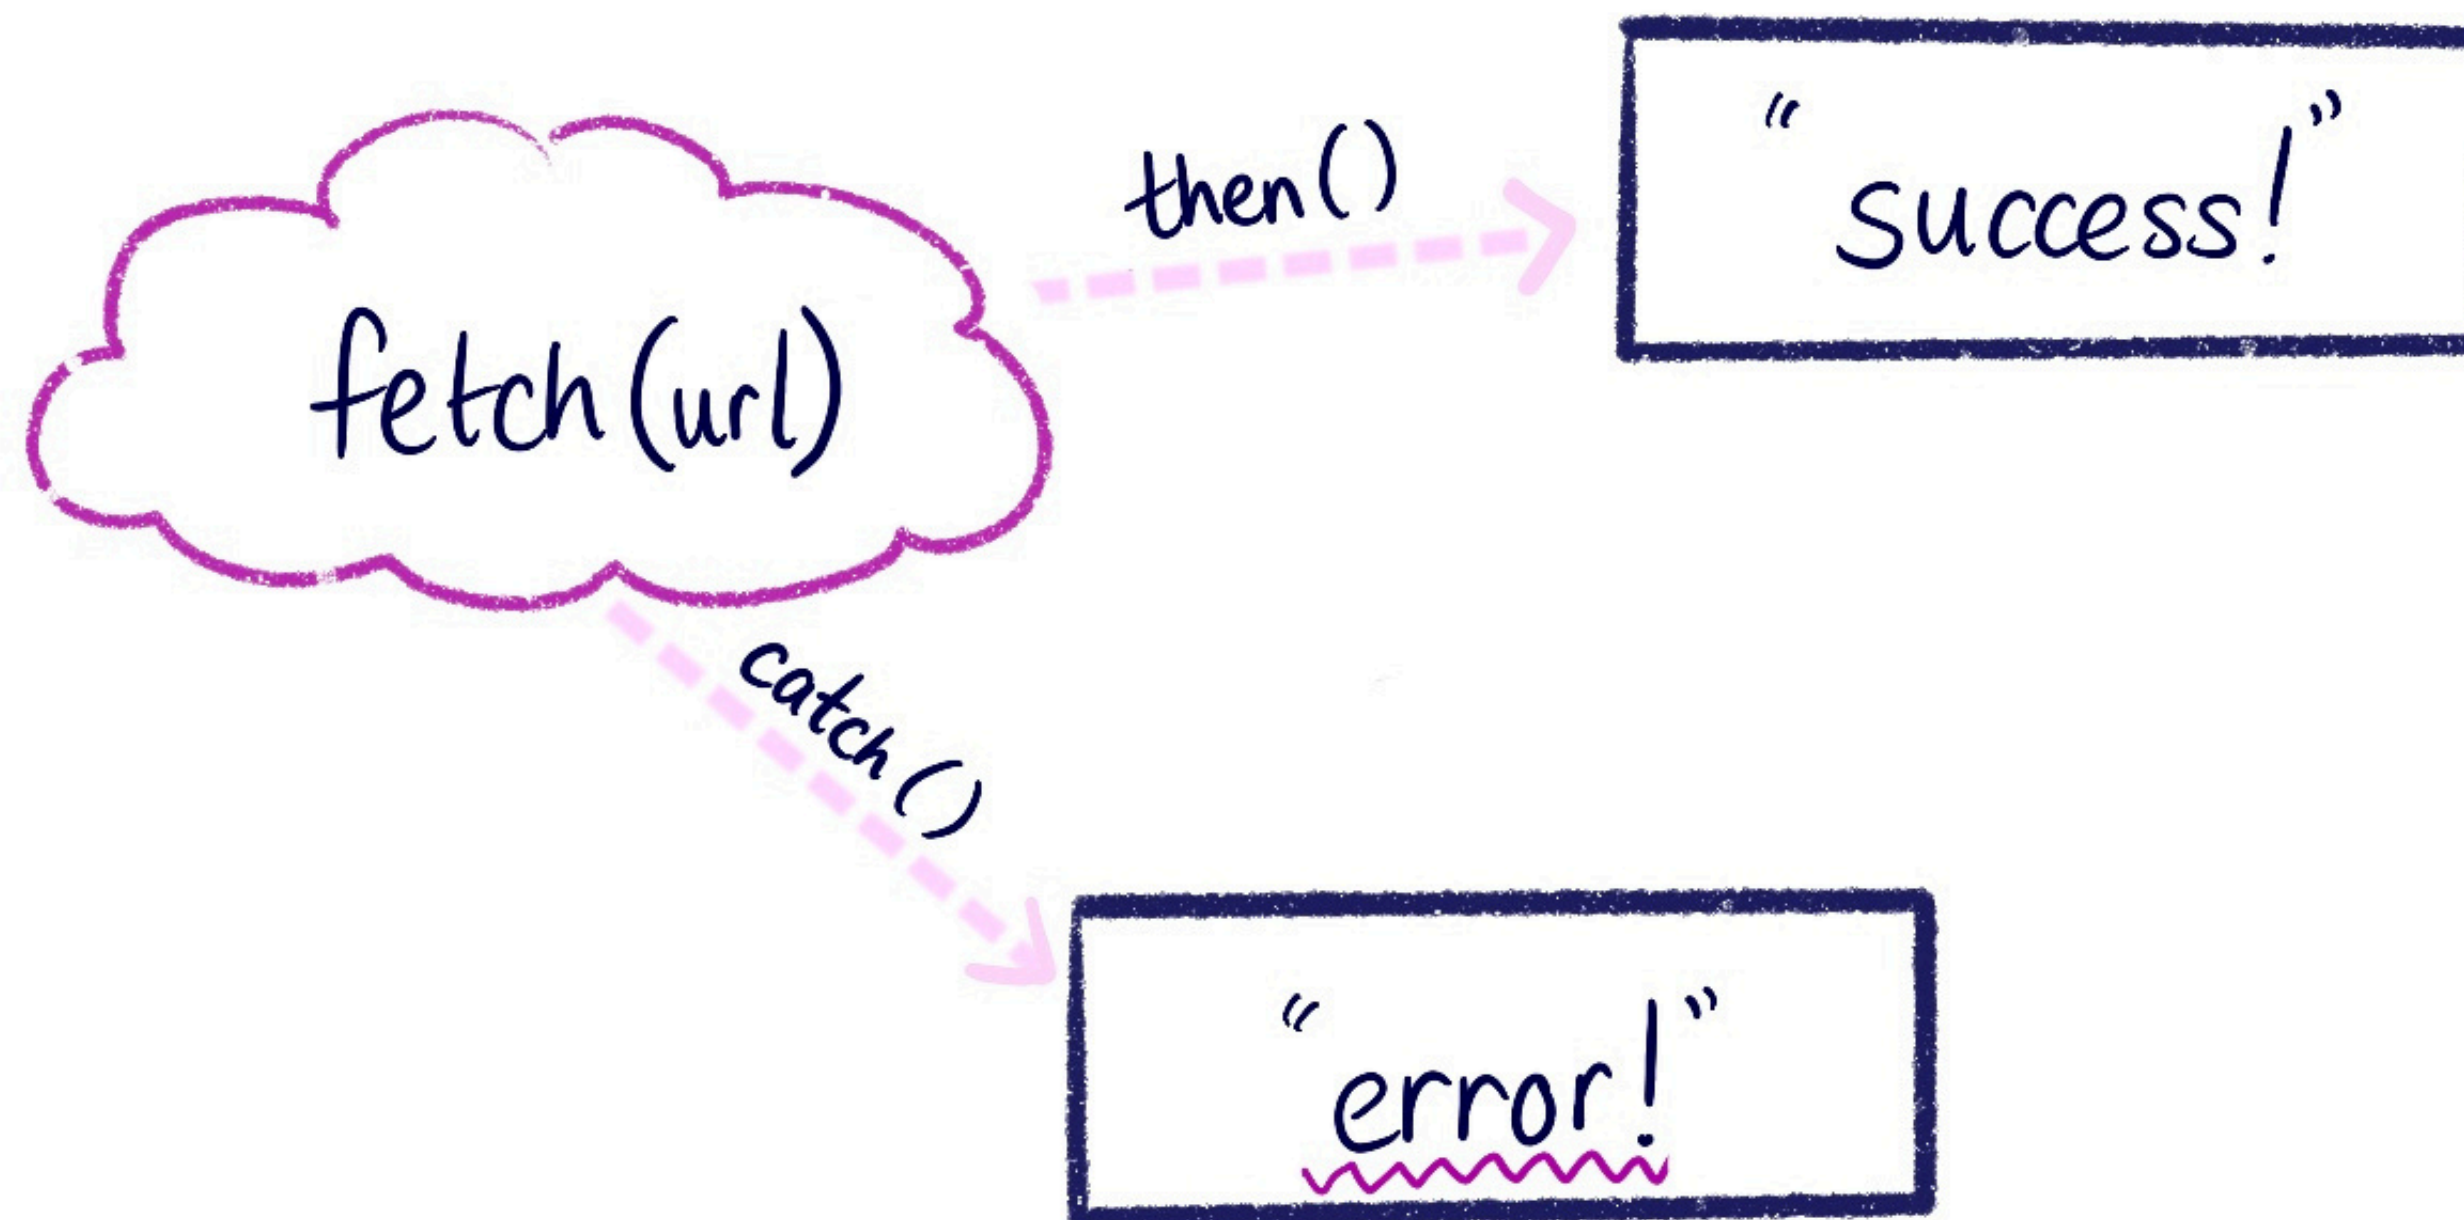 then()
“success!”
fetch(url)
catch()
“error!”